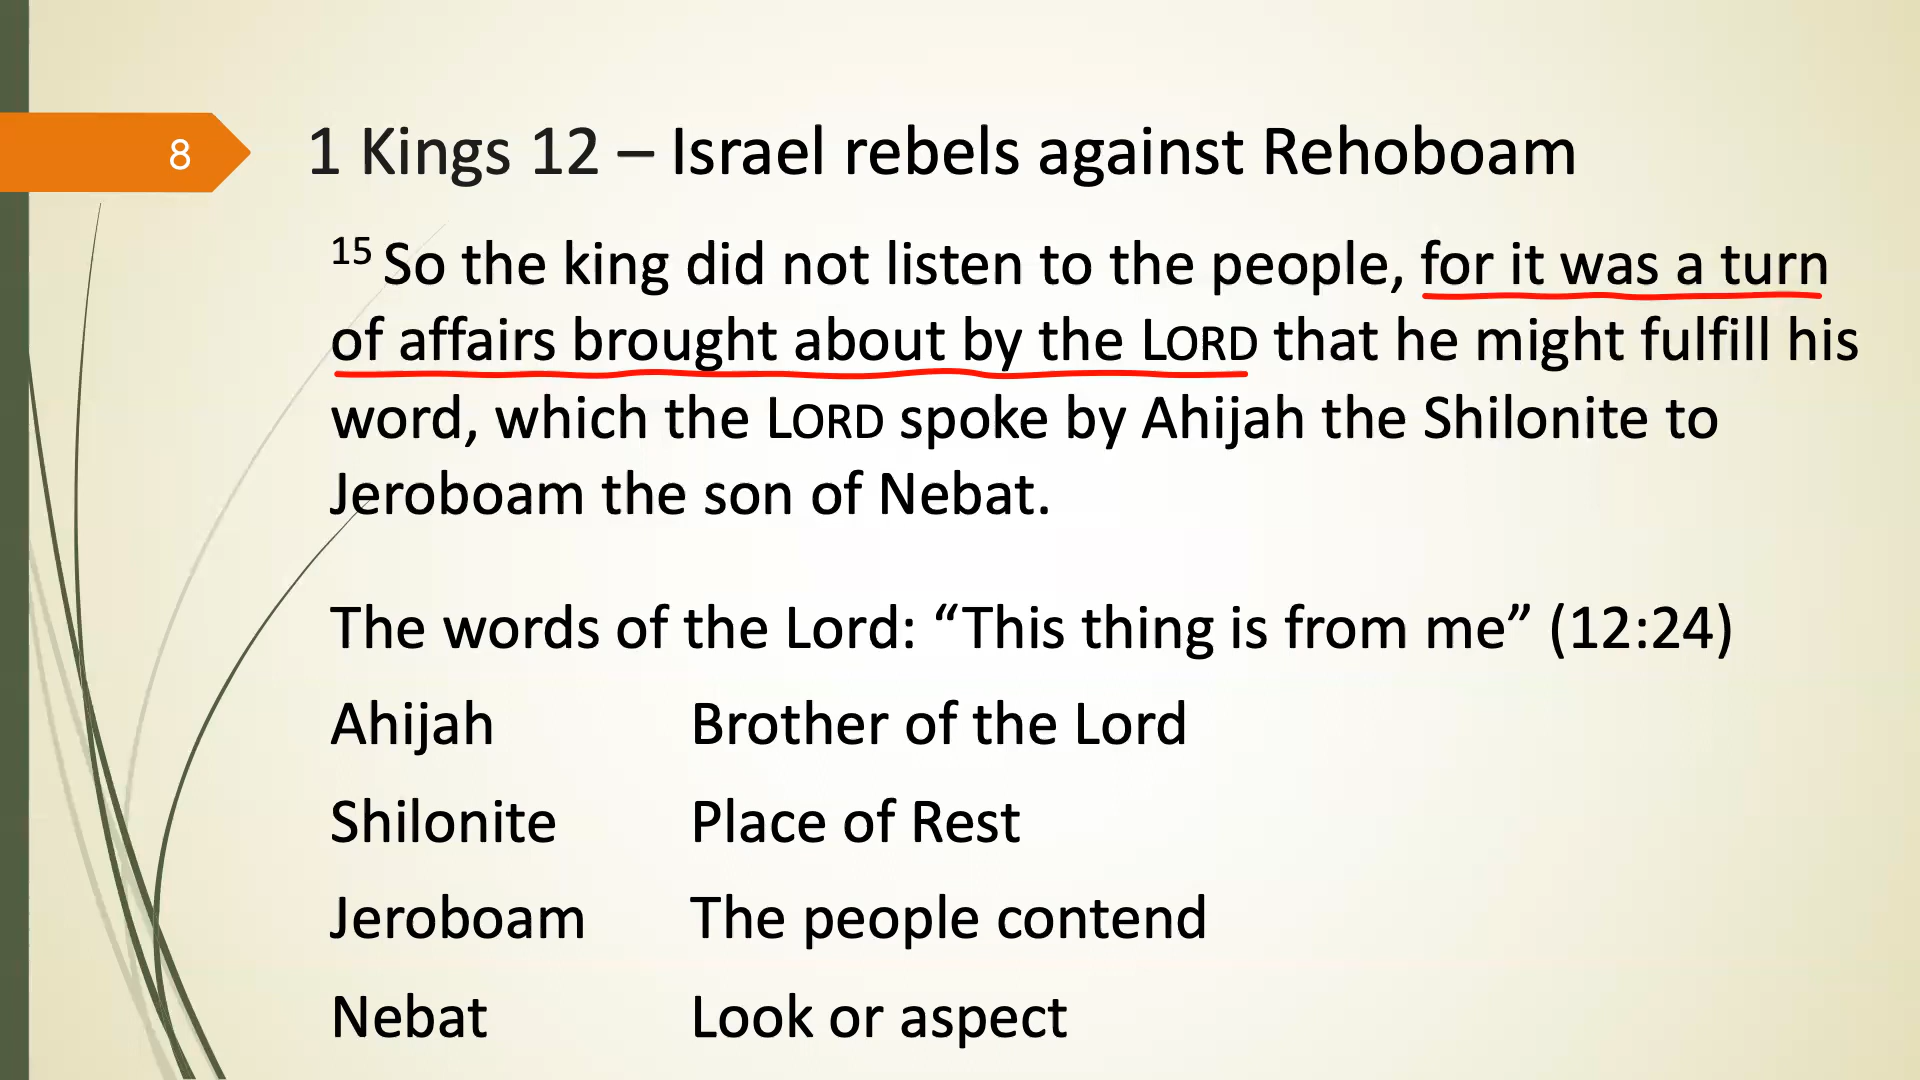 8
1 Kings 12 – Israel rebels against Rehoboam
15 So the king did not listen to the people, for it was a turn
of affairs brought about by the LORD that he might fulfill his
word, which the LORD spoke by Ahijah the Shilonite to
Jeroboam the son of Nebat.
The words of the Lord: “This thing is from me” (12:24)
Ahijah Brother of the Lord
Shilonite Place of Rest
Jeroboam The people contend
Nebat Look or aspect